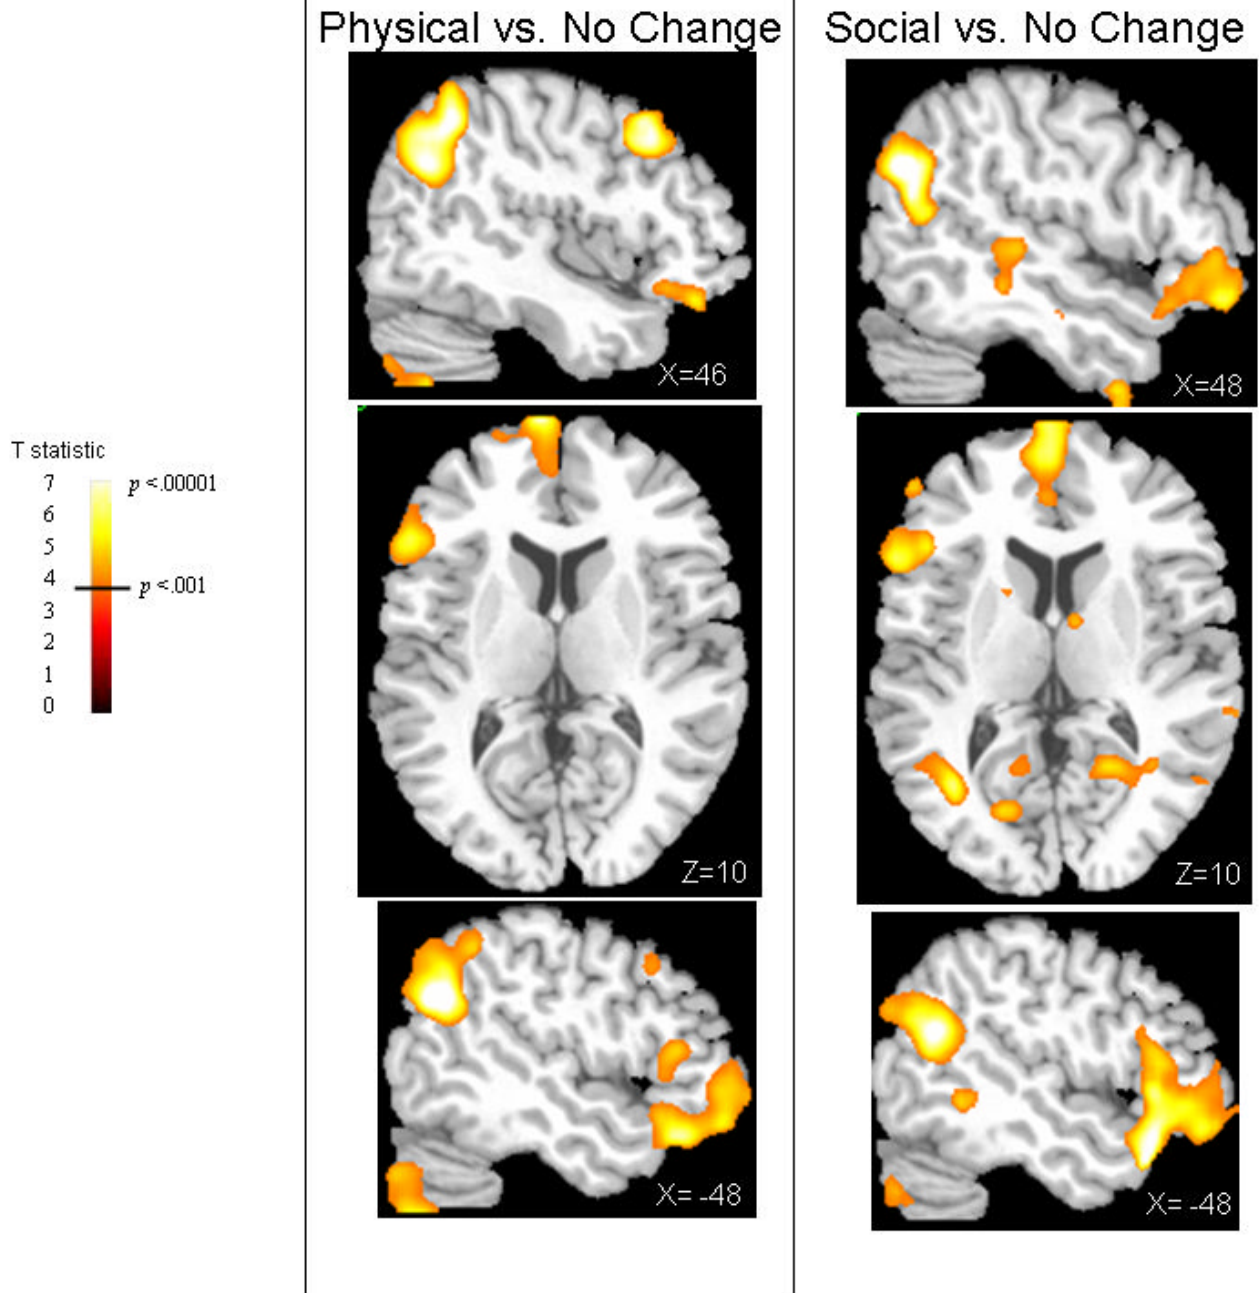 Physical vs. No Change
Social vs. No Change
X=46
X=48
T statistic
7 p <.00001
6
5
4
p <.001
3
2
1
0
Z=10
Z=10
X= -48
X= -48